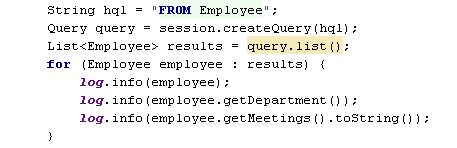 String hql = "FROM Employee";
Query query = session.createQuery(hql);
List<Employee> results = query.list();
for (Employee employee : results) {
log.info(employee);
log.info(employee.getDepartment());
log.info(employee.getMeetings().toString());
}